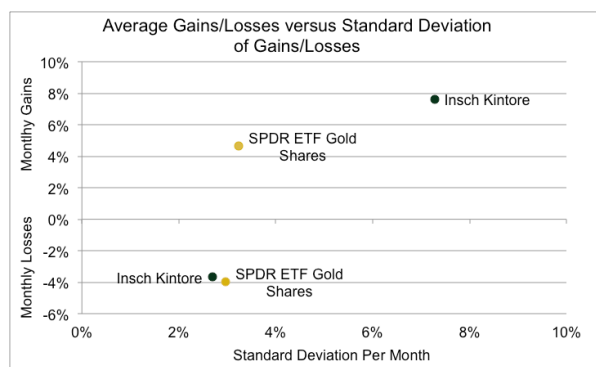 Average Gains/Losses versus Standard Deviation
of Gains/Losses
10%
8%
6%
4%
2%
0%
-2%
-4%
-6%
Montlhy Gains
Monthly Losses
Insch Kintore
SPDR ETF Gold
Shares
Insch Kintore
SPDR ETF Gold
Shares
0%
2%
4%
6%
8%
10%
Standard Deviation Per Month